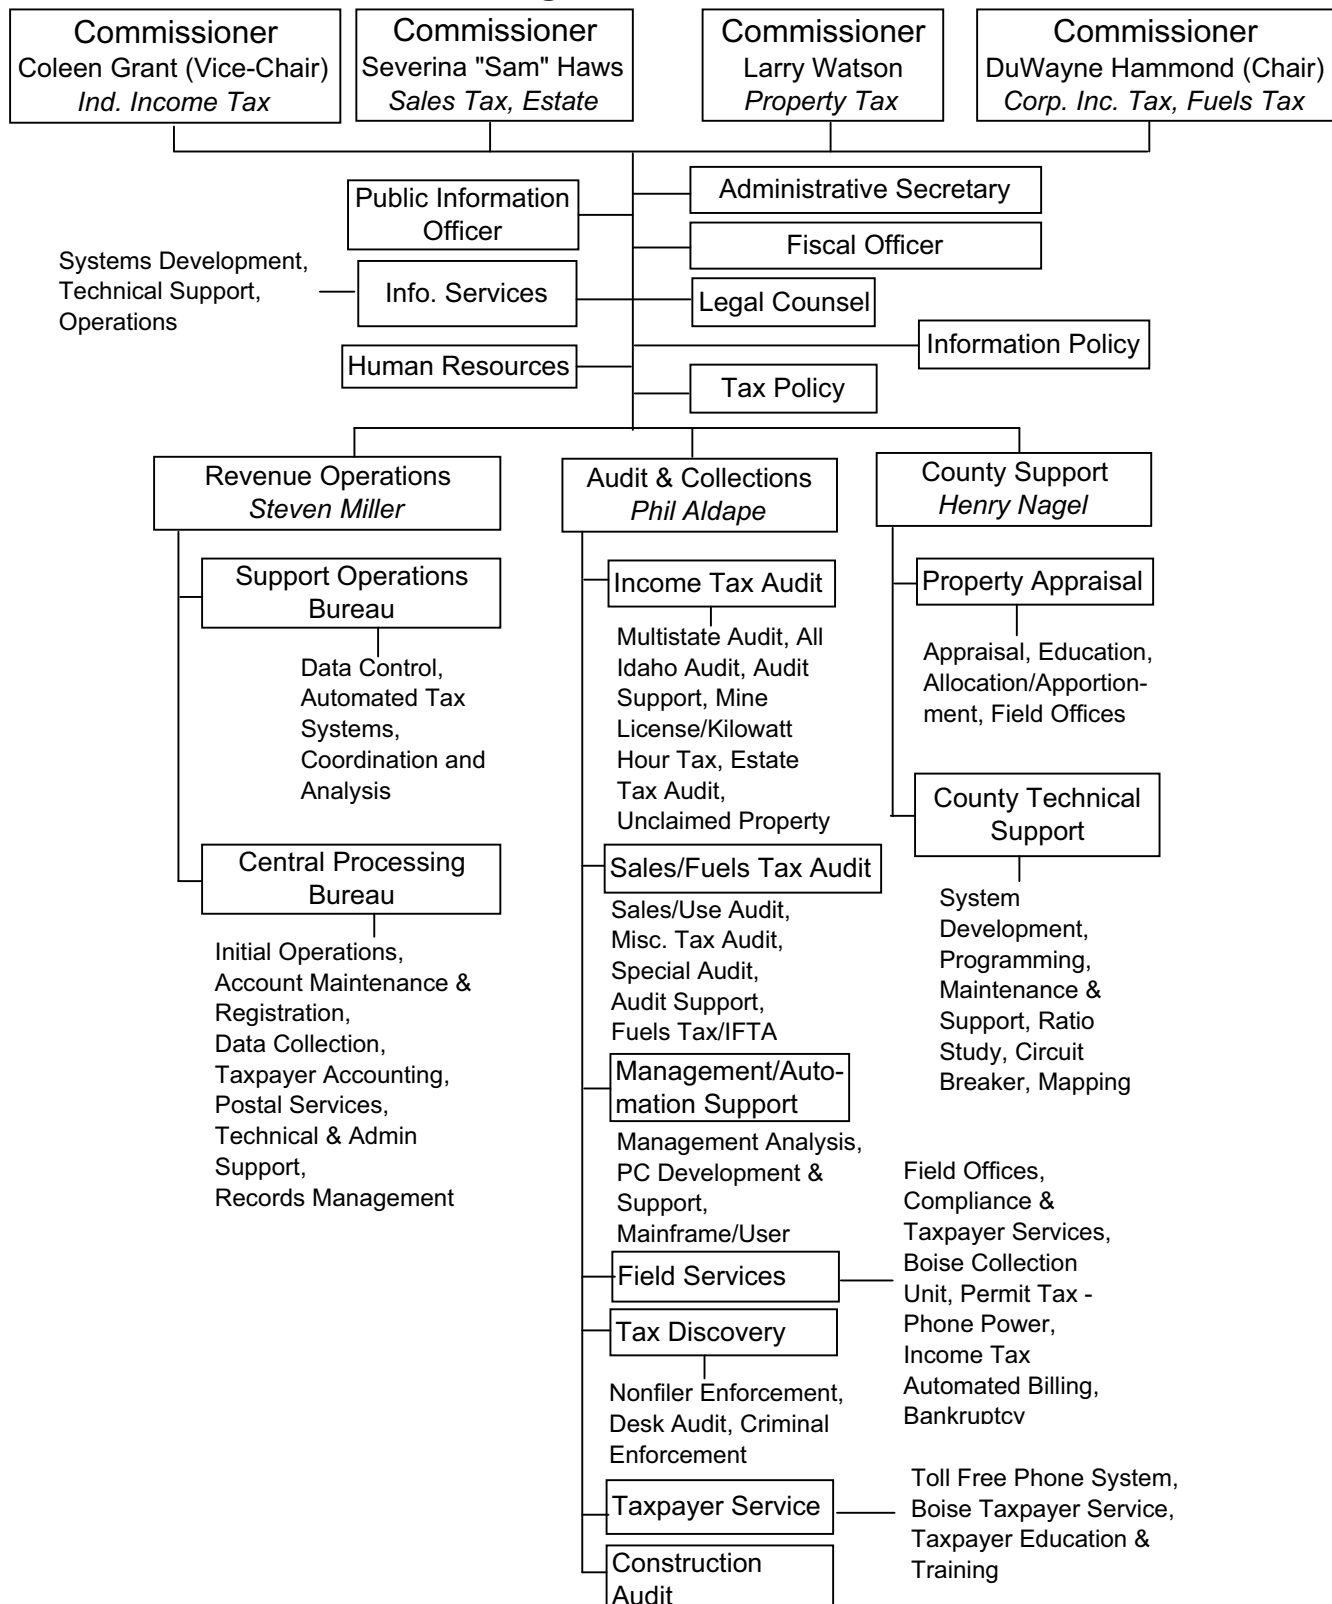 Commissioner
Coleen Grant (Vice-Chair)
Ind. Income Tax
Commissioner
Severina "Sam" Haws
Sales Tax, Estate
Commissioner
Larry Watson
Property Tax
Commissioner
DuWayne Hammond (Chair)
Corp. Inc. Tax, Fuels Tax
Public Information
Officer
Administrative Secretary
Fiscal Officer
Systems Development,
Technical Support,
Operations
Info. Services
Legal Counsel
Information Policy
Human Resources
Tax Policy
Revenue Operations
Steven Miller
Support Operations
Bureau
Data Control,
Automated Tax
Systems,
Coordination and
Analysis
Central Processing
Bureau
Initial Operations,
Account Maintenance &
Registration,
Data Collection,
Taxpayer Accounting,
Postal Services,
Technical & Admin
Support,
Records Management
Audit & Collections
Phil Aldape
Income Tax Audit
Multistate Audit, All
Idaho Audit, Audit
Support, Mine
License/Kilowatt
Hour Tax, Estate
Tax Audit,
Unclaimed Property
Sales/Fuels Tax Audit
Sales/Use Audit,
Misc. Tax Audit,
Special Audit,
Audit Support,
Fuels Tax/IFTA
Management/Auto-
mation Support
Management Analysis,
PC Development &
Support,
Mainframe/User
Field Services
Field Offices,
Compliance &
Taxpayer Services,
Boise Collection
Unit, Permit Tax -
Phone Power,
Income Tax
Automated Billing,
Bankruptcy
Tax Discovery
Nonfiler Enforcement,
Desk Audit, Criminal
Enforcement
Taxpayer Service
Toll Free Phone System,
Boise Taxpayer Service,
Taxpayer Education &
Training
Construction
Audit
County Support
Henry Nagel
Property Appraisal
Appraisal, Education,
Allocation/Apportion-
ment, Field Offices
County Technical
Support
System
Development,
Programming,
Maintenance &
Support, Ratio
Study, Circuit
Breaker, Mapping